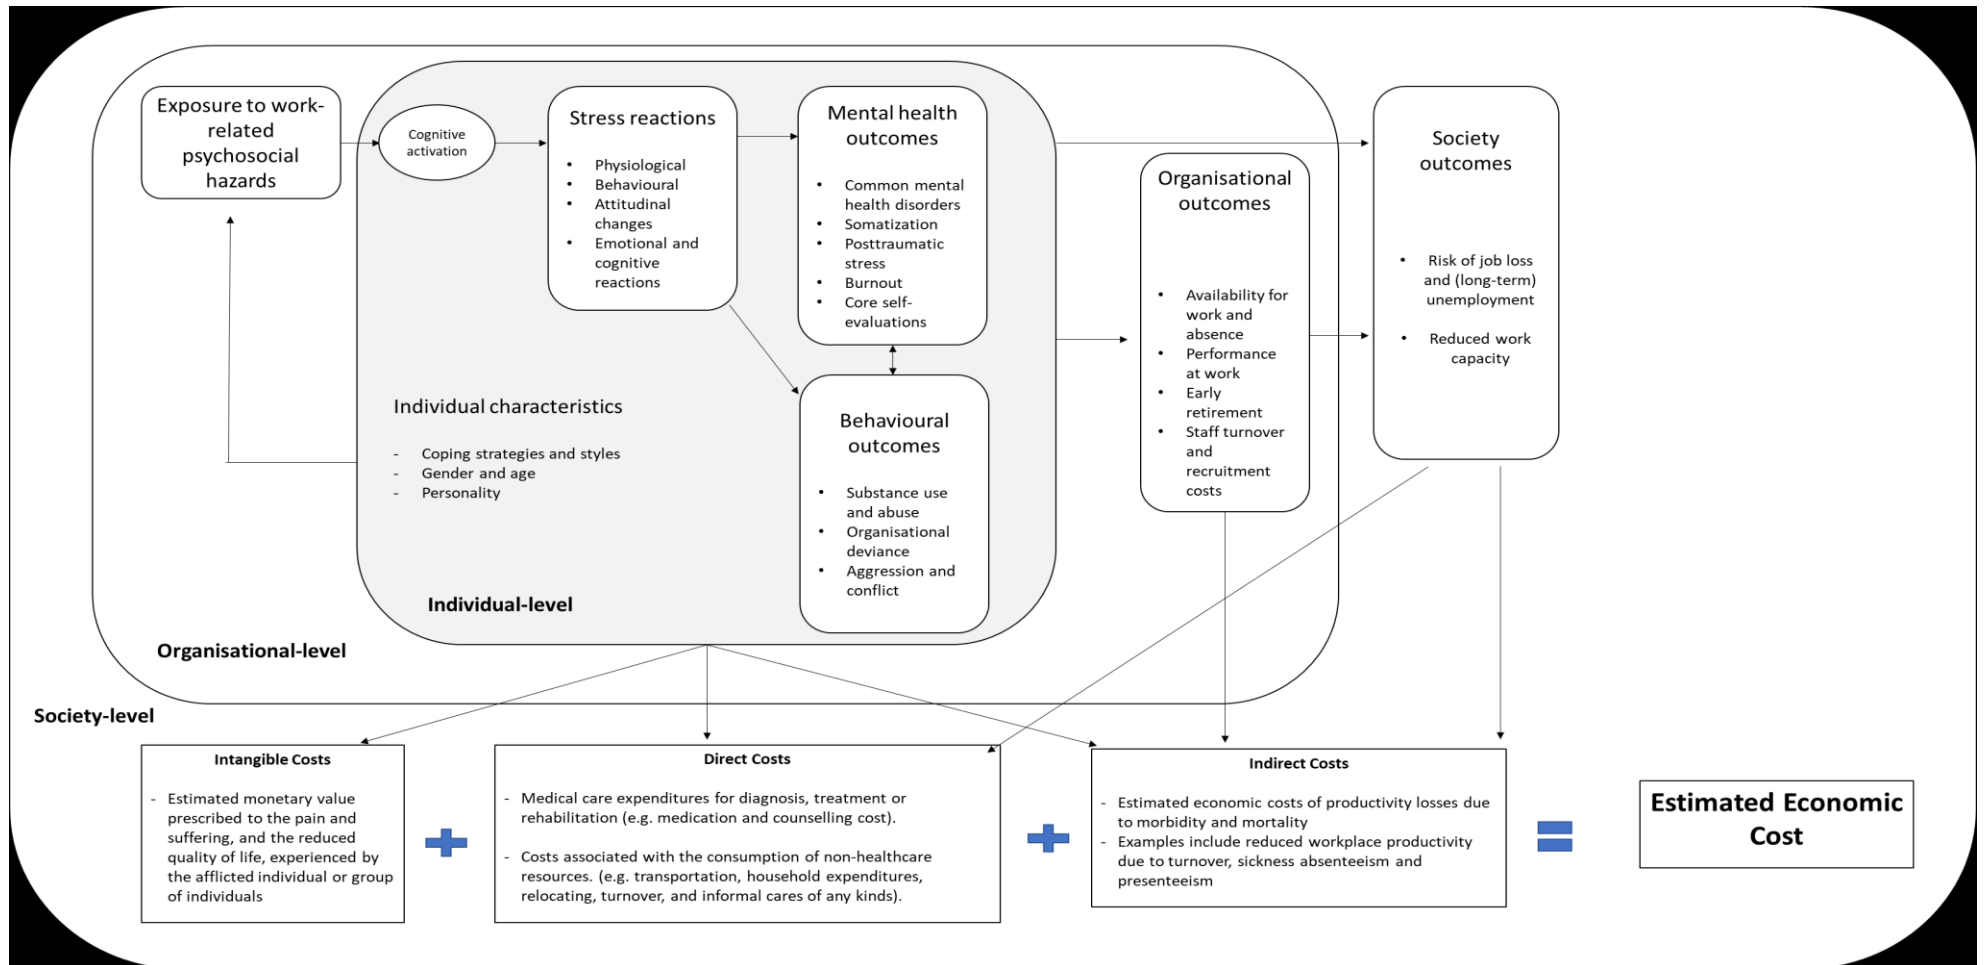 Exposure to work-
related
psychosocial
hazards
Cognitive
activation
Stress reactions
• Physiological
• Behavioural
• Attitudinal
changes
• Emotional and
cognitive
reactions
Mental health
outcomes
• Common mental
health disorders
• Somatization
• Posttraumatic
stress
• Burnout
• Core self-
evaluations
Behavioural
outcomes
• Substance use
and abuse
• Organisational
deviance
• Aggression and
conflict
Individual characteristics
- Coping strategies and styles
- Gender and age
- Personality
Individual-level
Organisational
outcomes
• Availability for
work and
absence
• Performance
at work
• Early
retirement
• Staff turnover
and
recruitment
costs
Society
outcomes
• Risk of job loss
and (long-term)
unemployment
• Reduced work
capacity
Organisational-level
Society-level
Intangible Costs
- Estimated monetary value
prescribed to the pain and
suffering, and the reduced
quality of life, experienced by
the afflicted individual or group
of individuals
Direct Costs
- Medical care expenditures for diagnosis, treatment or
rehabilitation (e.g. medication and counselling cost).
- Costs associated with the consumption of non-healthcare
resources. (e.g. transportation, household expenditures,
relocating, turnover, and informal cares of any kinds).
Indirect Costs
- Estimated economic costs of productivity losses due
to morbidity and mortality
- Examples include reduced workplace productivity
due to turnover, sickness absenteeism and
presenteeism
Estimated Economic
Cost